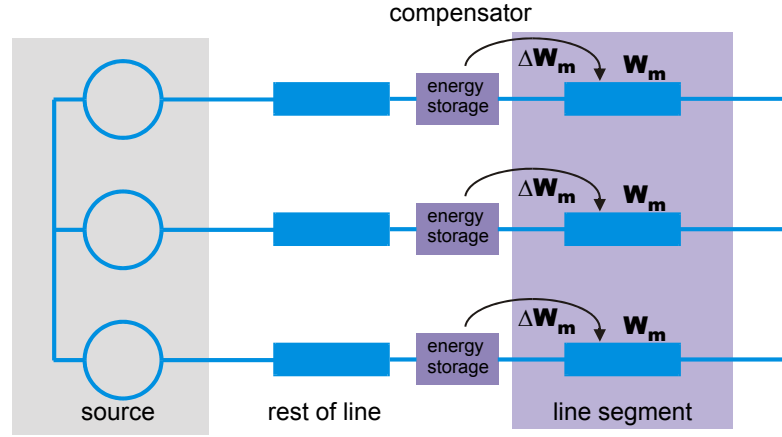 compensator
ΔWm
Wm
energy
storage
ΔWm
Wm
energy
storage
ΔWm
Wm
energy
storage
source
rest of line
line segment